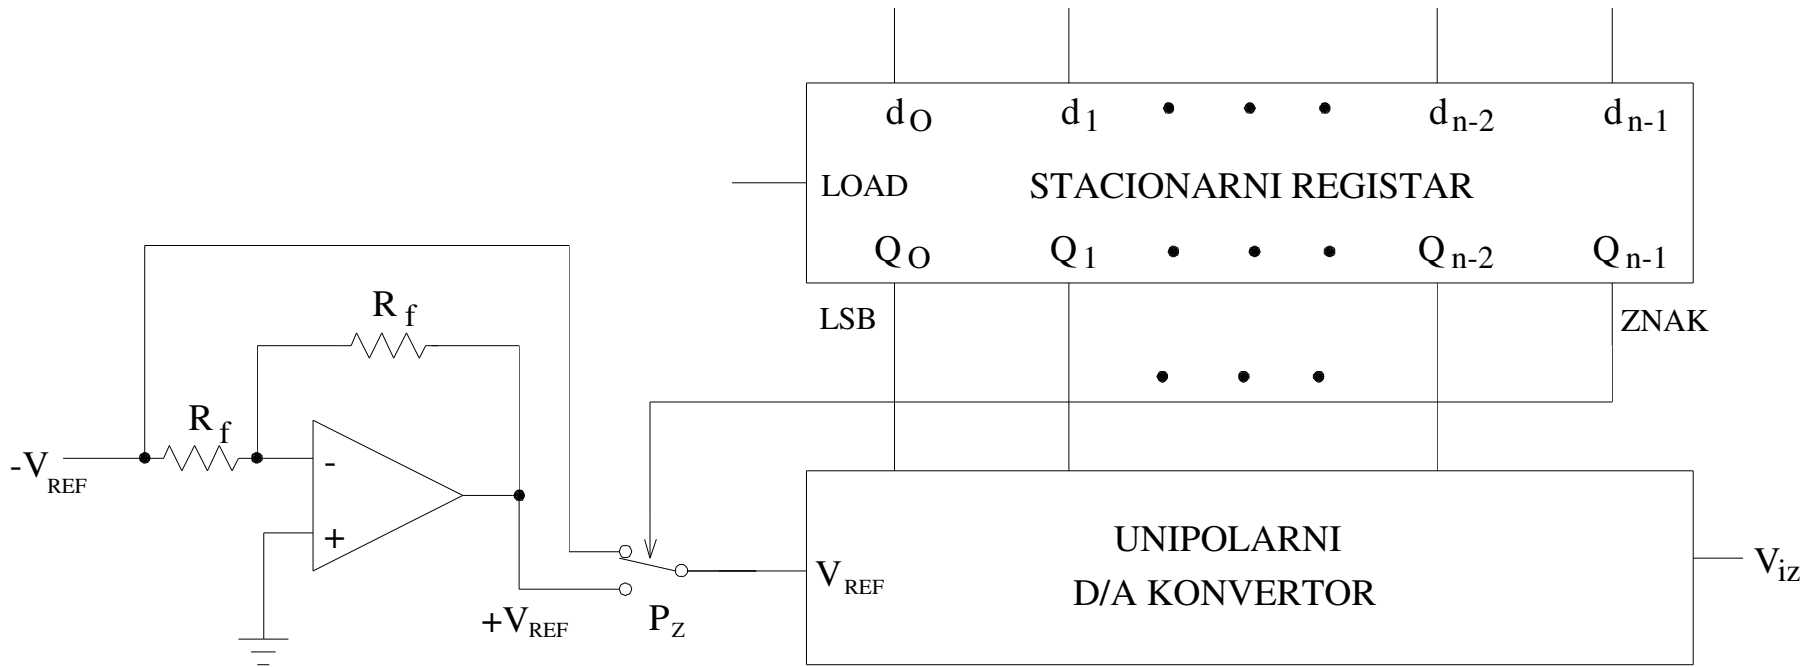 d0 d1 dn-2 dn-1
LOAD STACIONARNI REGISTAR
Q0 Q1 Qn-2 Qn-1
LSB ZNAK
Rf
Rf
-VREF
-
+
+VREF
PZ
VREF
UNIPOLARNI
D/A KONVERTOR
Viz